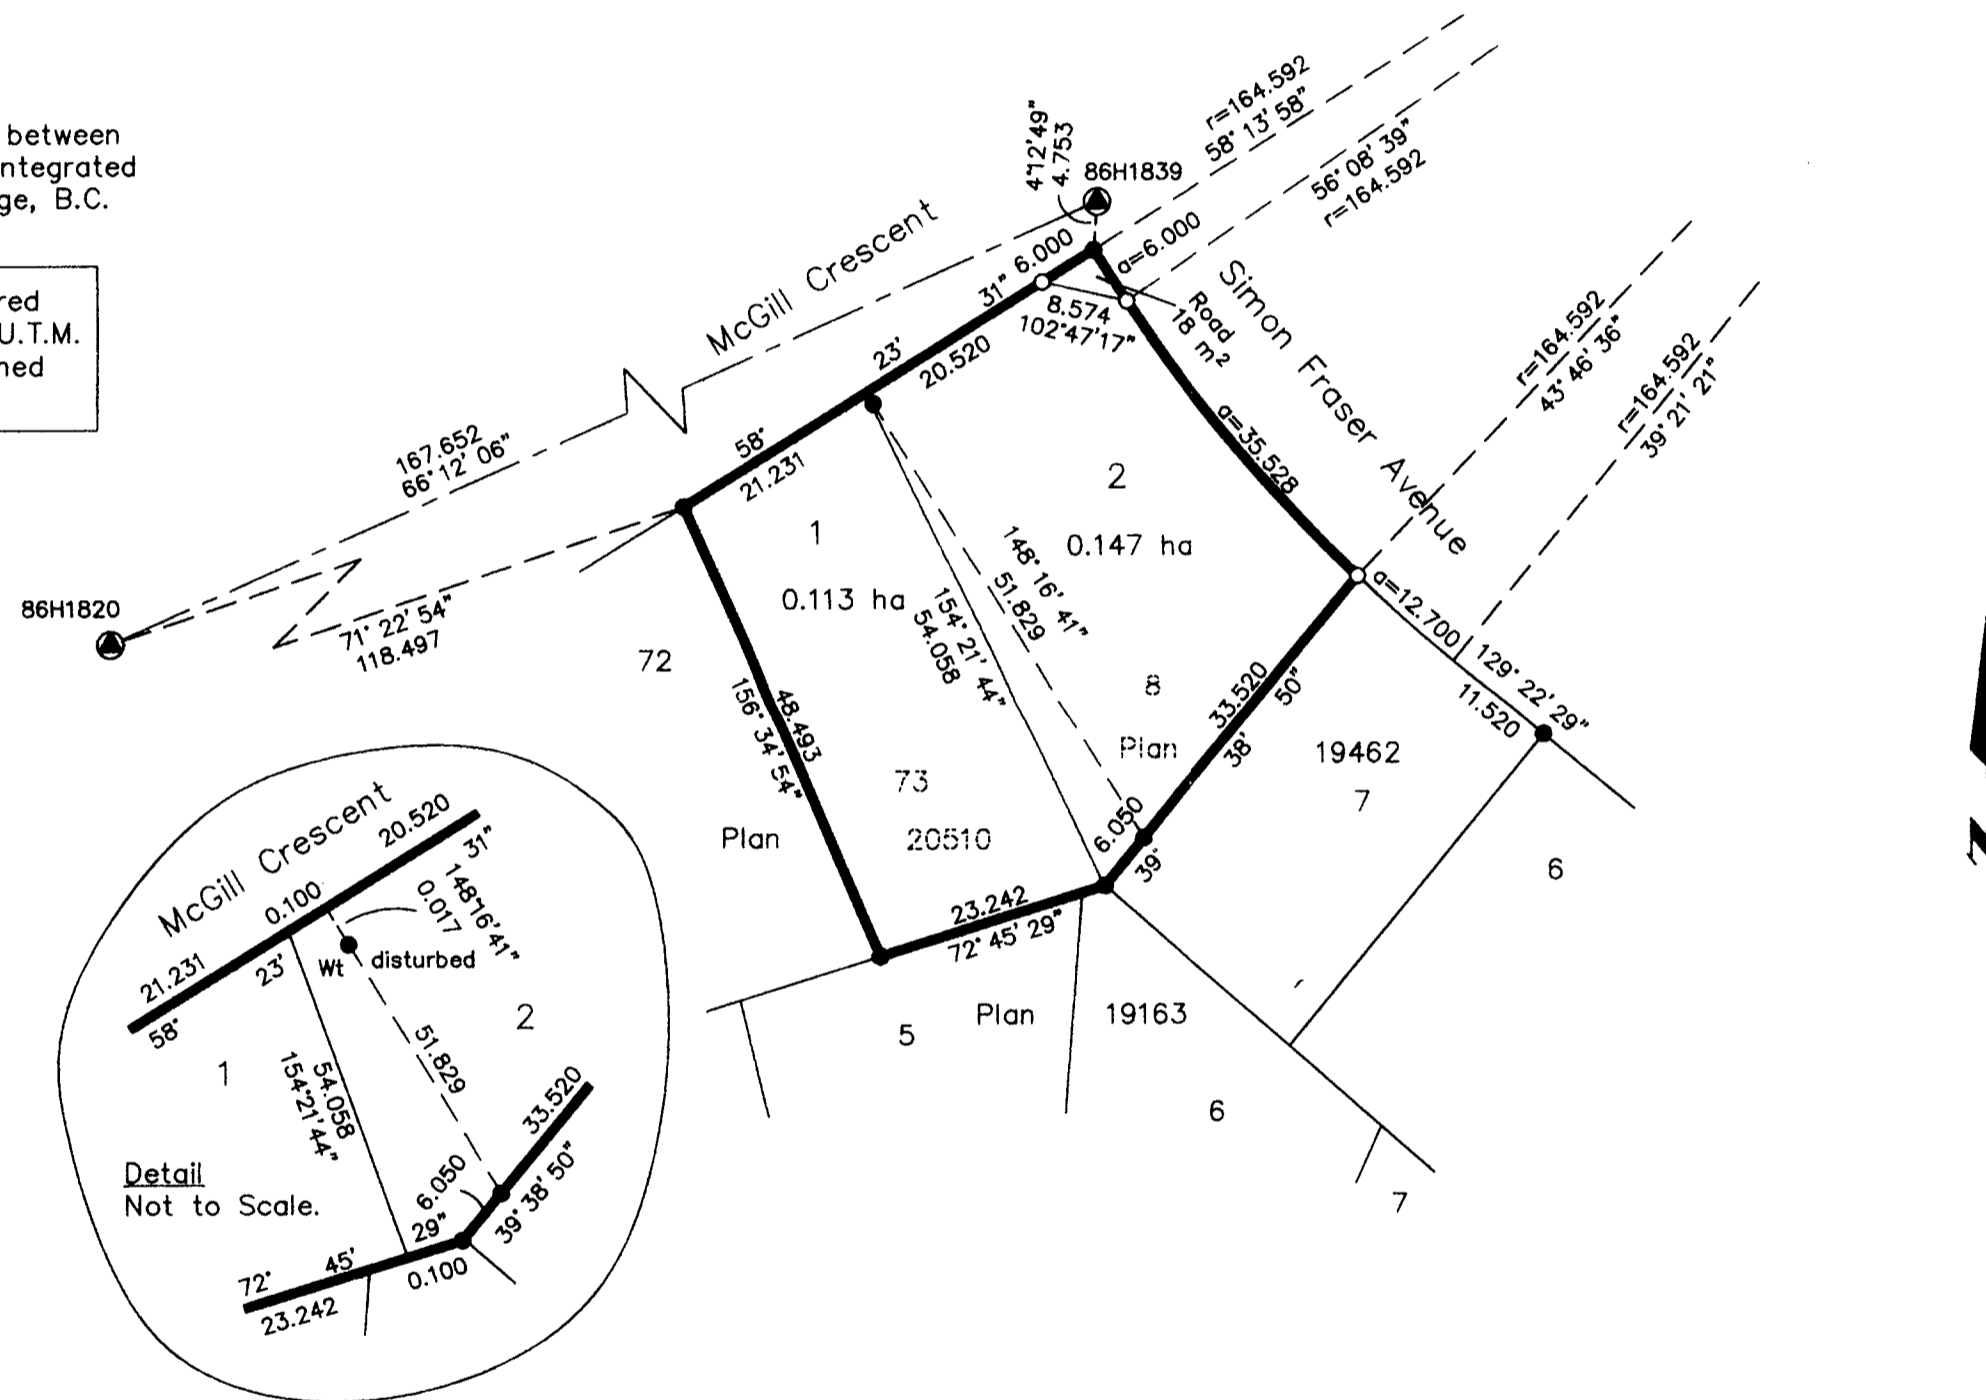 between
ntegrated
ge, B.C.
red
U.T.M.
ned
r=164.592
58° 13' 58"
56° 08' 39"
r=164.592
4°12'49"
4.753
86H1839
McGill Crescent
31" 6.000
a=6.000
8.574
102°47'17"
Road
18 m²
Simon Fraser Avenue
r=164.592
43° 46' 36"
r=164.592
39° 21' 21"
23'
20.520
58°
21.231
a=35.528
167.652
66° 12' 06"
86H1820
71° 22' 54"
118.497
1
0.113 ha
2
0.147 ha
148° 16' 41"
51.829
154° 21' 44"
54.058
72
48.493
156° 34' 54"
8
Plan
33.520
50"
38'
a=12.700
129° 22' 29"
11.520
19462
7
73
Plan
20510
6.050
39°
6
23.242
72° 45' 29"
Plan
19163
5
6
7
McGill Crescent
20.520
31"
0.100
148°16'41"
0.017
21.231
23'
Wt
disturbed
58°
2
1
54.058
154°21'44"
51.829
33.520
Detail
Not to Scale.
6.050
29"
39° 38' 50"
72°
45'
0.100
23.242